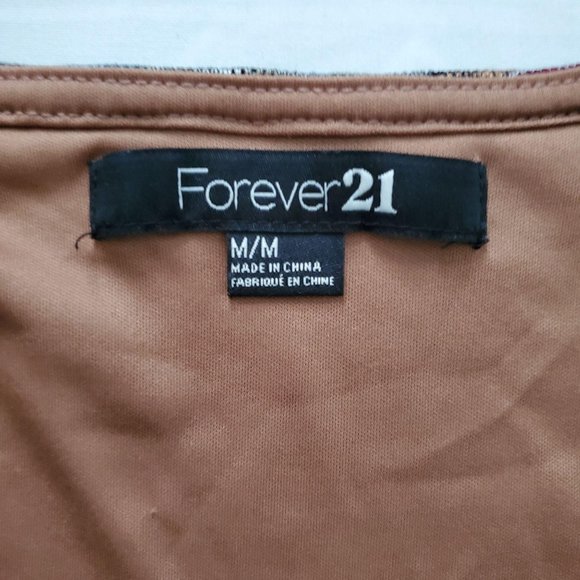 Forever21
M/M
MADE IN CHINA
FABRIQUÉ EN CHINE